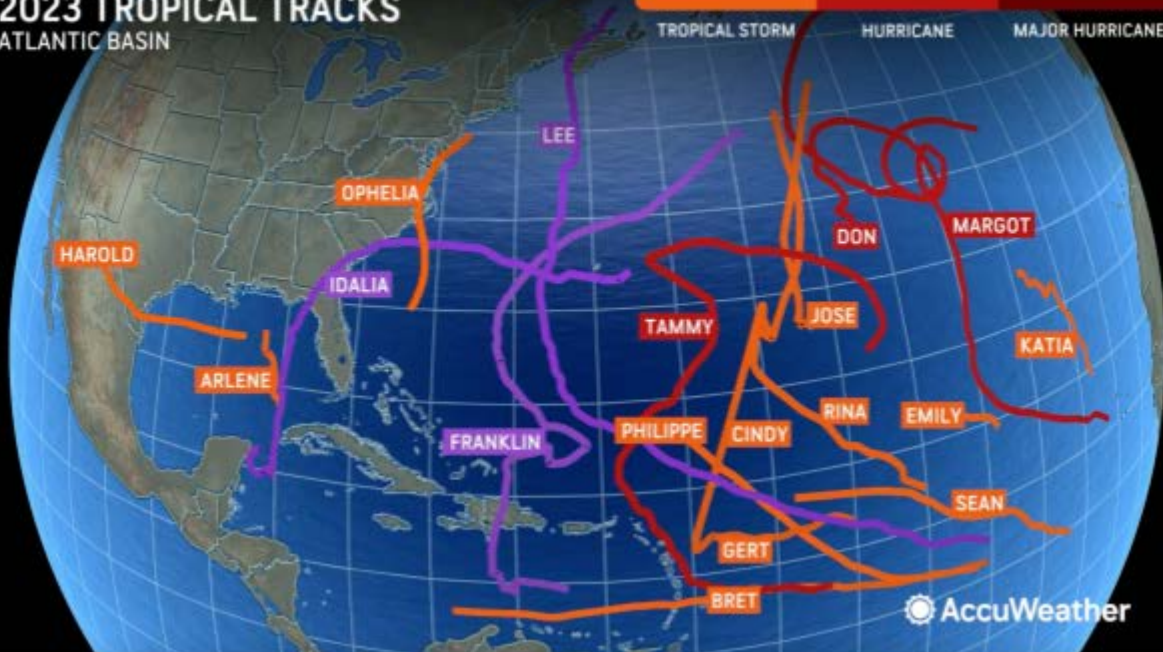 2023 TROPICAL TRACKS
ATLANTIC BASIN
TROPICAL STORM
HURRICANE
MAJOR HURRICANE
LEE
OPHELIA
HAROLD
IDALIA
ARLENE
FRANKLIN
DON
MARGOT
TAMMY
JOSE
KATIA
RINA
EMILY
PHILIPPE
CINDY
SEAN
GERT
BRET
AccuWeather